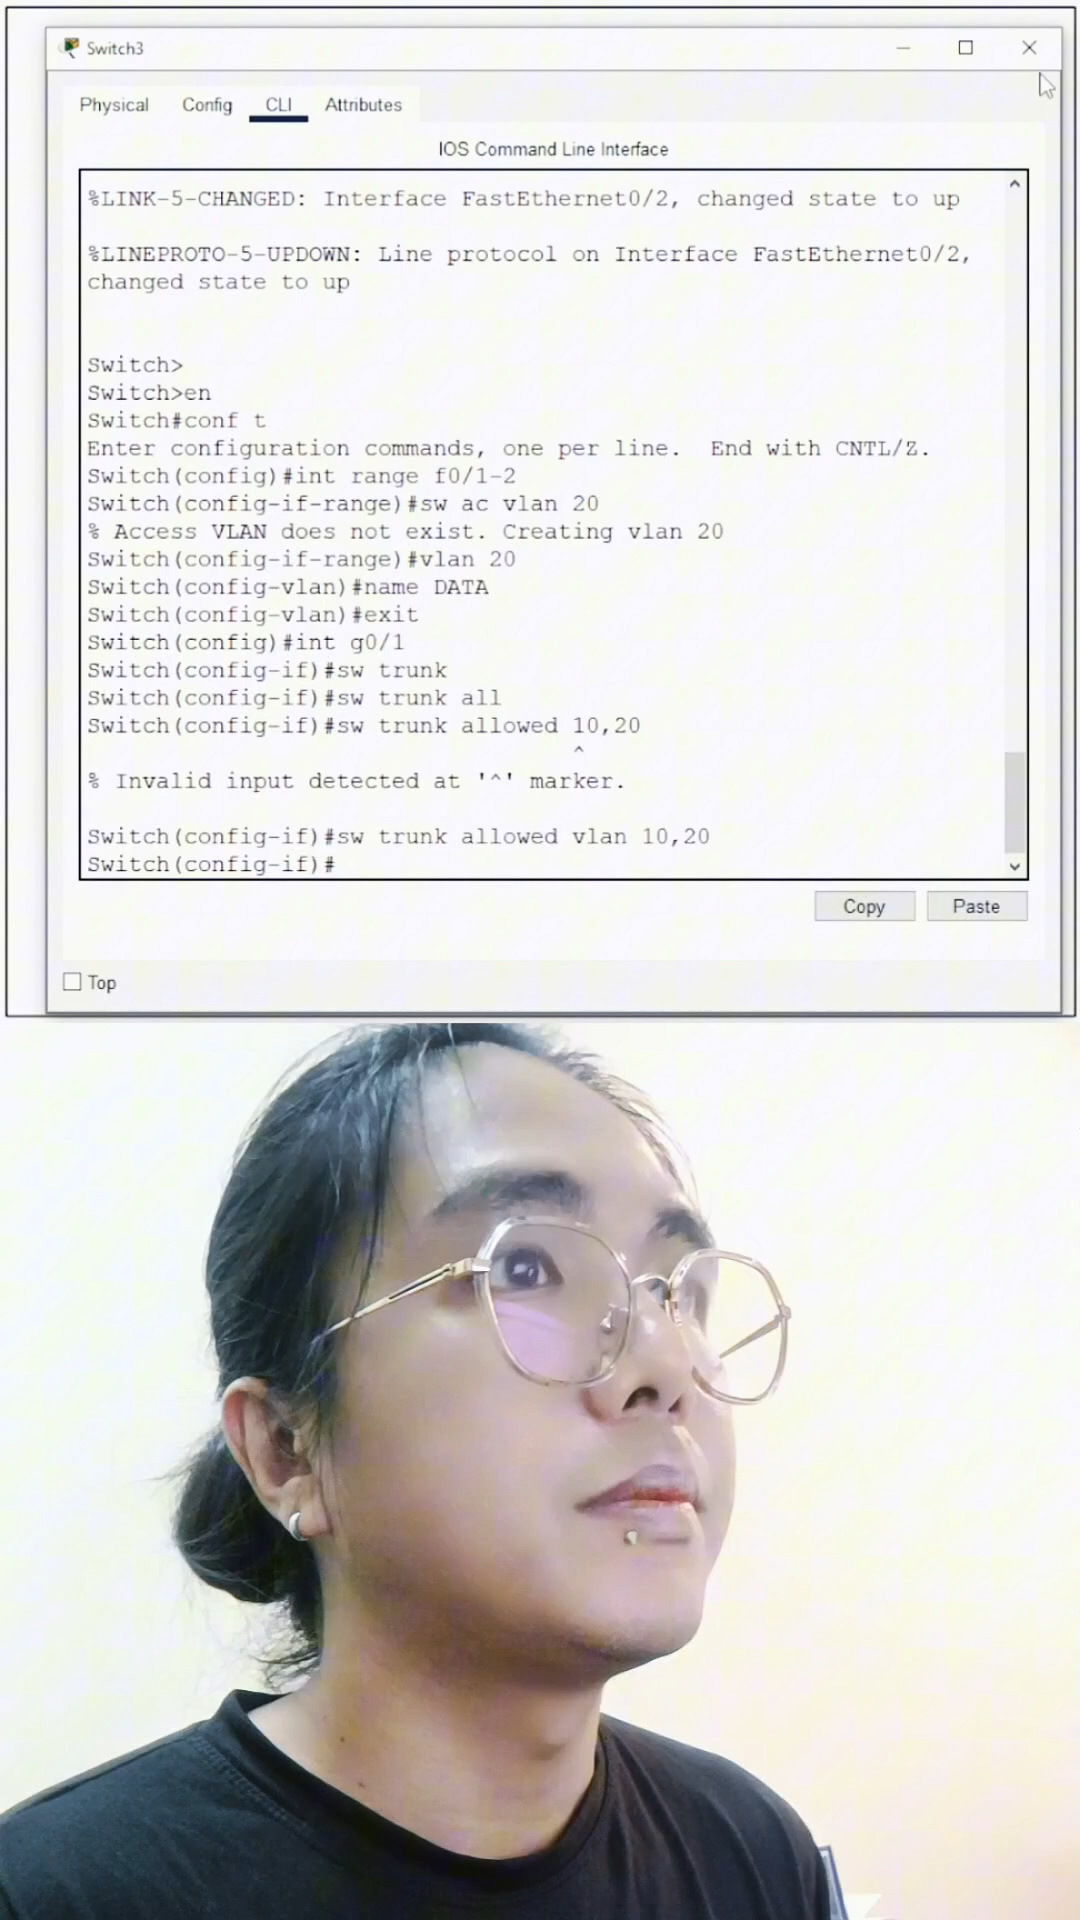 Switch3
Physical Config CLI Attributes
IOS Command Line Interface
%LINK-5-CHANGED: Interface FastEthernet0/2, changed state to up
%LINEPROTO-5-UPDOWN: Line protocol on Interface FastEthernet0/2,
changed state to up
Switch>
Switch>en
Switch#conf t
Enter configuration commands, one per line.  End with CNTL/Z.
Switch(config)#int range f0/1-2
Switch(config-if-range)#sw ac vlan 20
% Access VLAN does not exist. Creating vlan 20
Switch(config-if-range)#vlan 20
Switch(config-vlan)#name DATA
Switch(config-vlan)#exit
Switch(config)#int g0/1
Switch(config-if)#sw trunk
Switch(config-if)#sw trunk all
Switch(config-if)#sw trunk allowed 10,20
^
% Invalid input detected at '^' marker.
Switch(config-if)#sw trunk allowed vlan 10,20
Switch(config-if)#
Copy Paste
Top